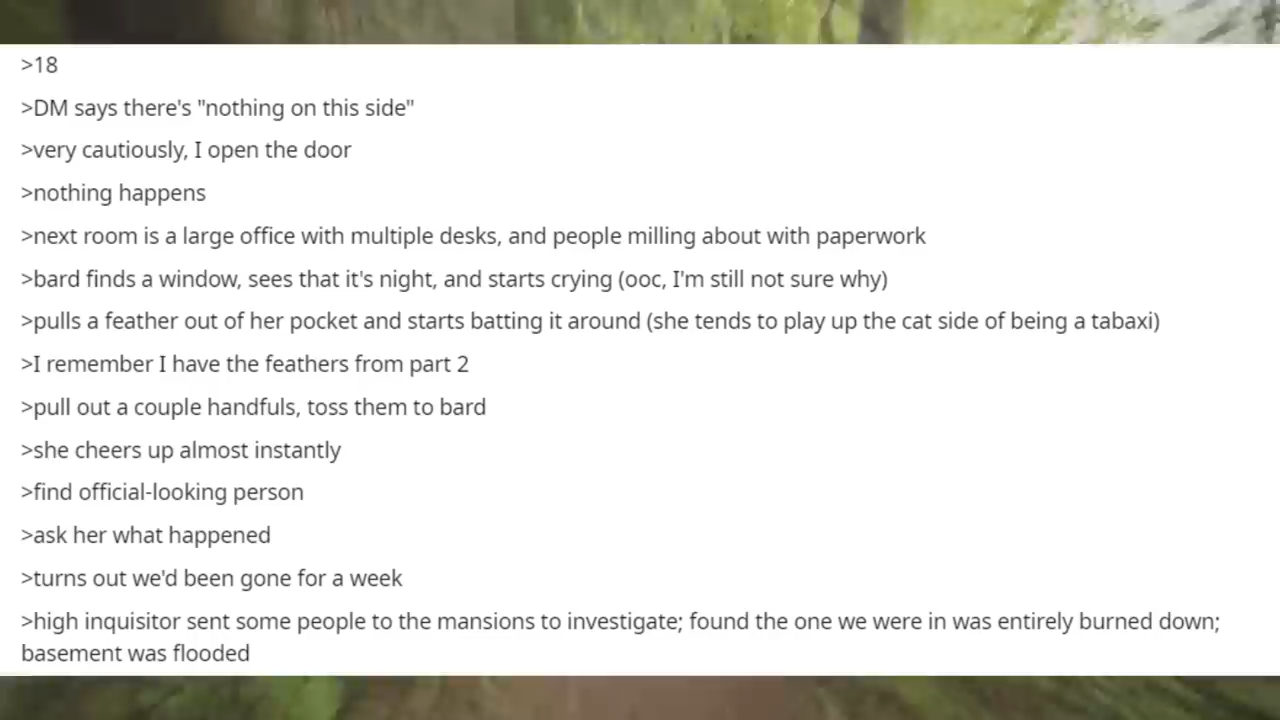 >18
>DM says there's "nothing on this side"
>very cautiously, I open the door
>nothing happens
>next room is a large office with multiple desks, and people milling about with paperwork
>bard finds a window, sees that it's night, and starts crying (ooc, I'm still not sure why)
>pulls a feather out of her pocket and starts batting it around (she tends to play up the cat side of being a tabaxi)
>I remember I have the feathers from part 2
>pull out a couple handfuls, toss them to bard
>she cheers up almost instantly
>find official-looking person
>ask her what happened
>turns out we'd been gone for a week
>high inquisitor sent some people to the mansions to investigate; found the one we were in was entirely burned down;
basement was flooded